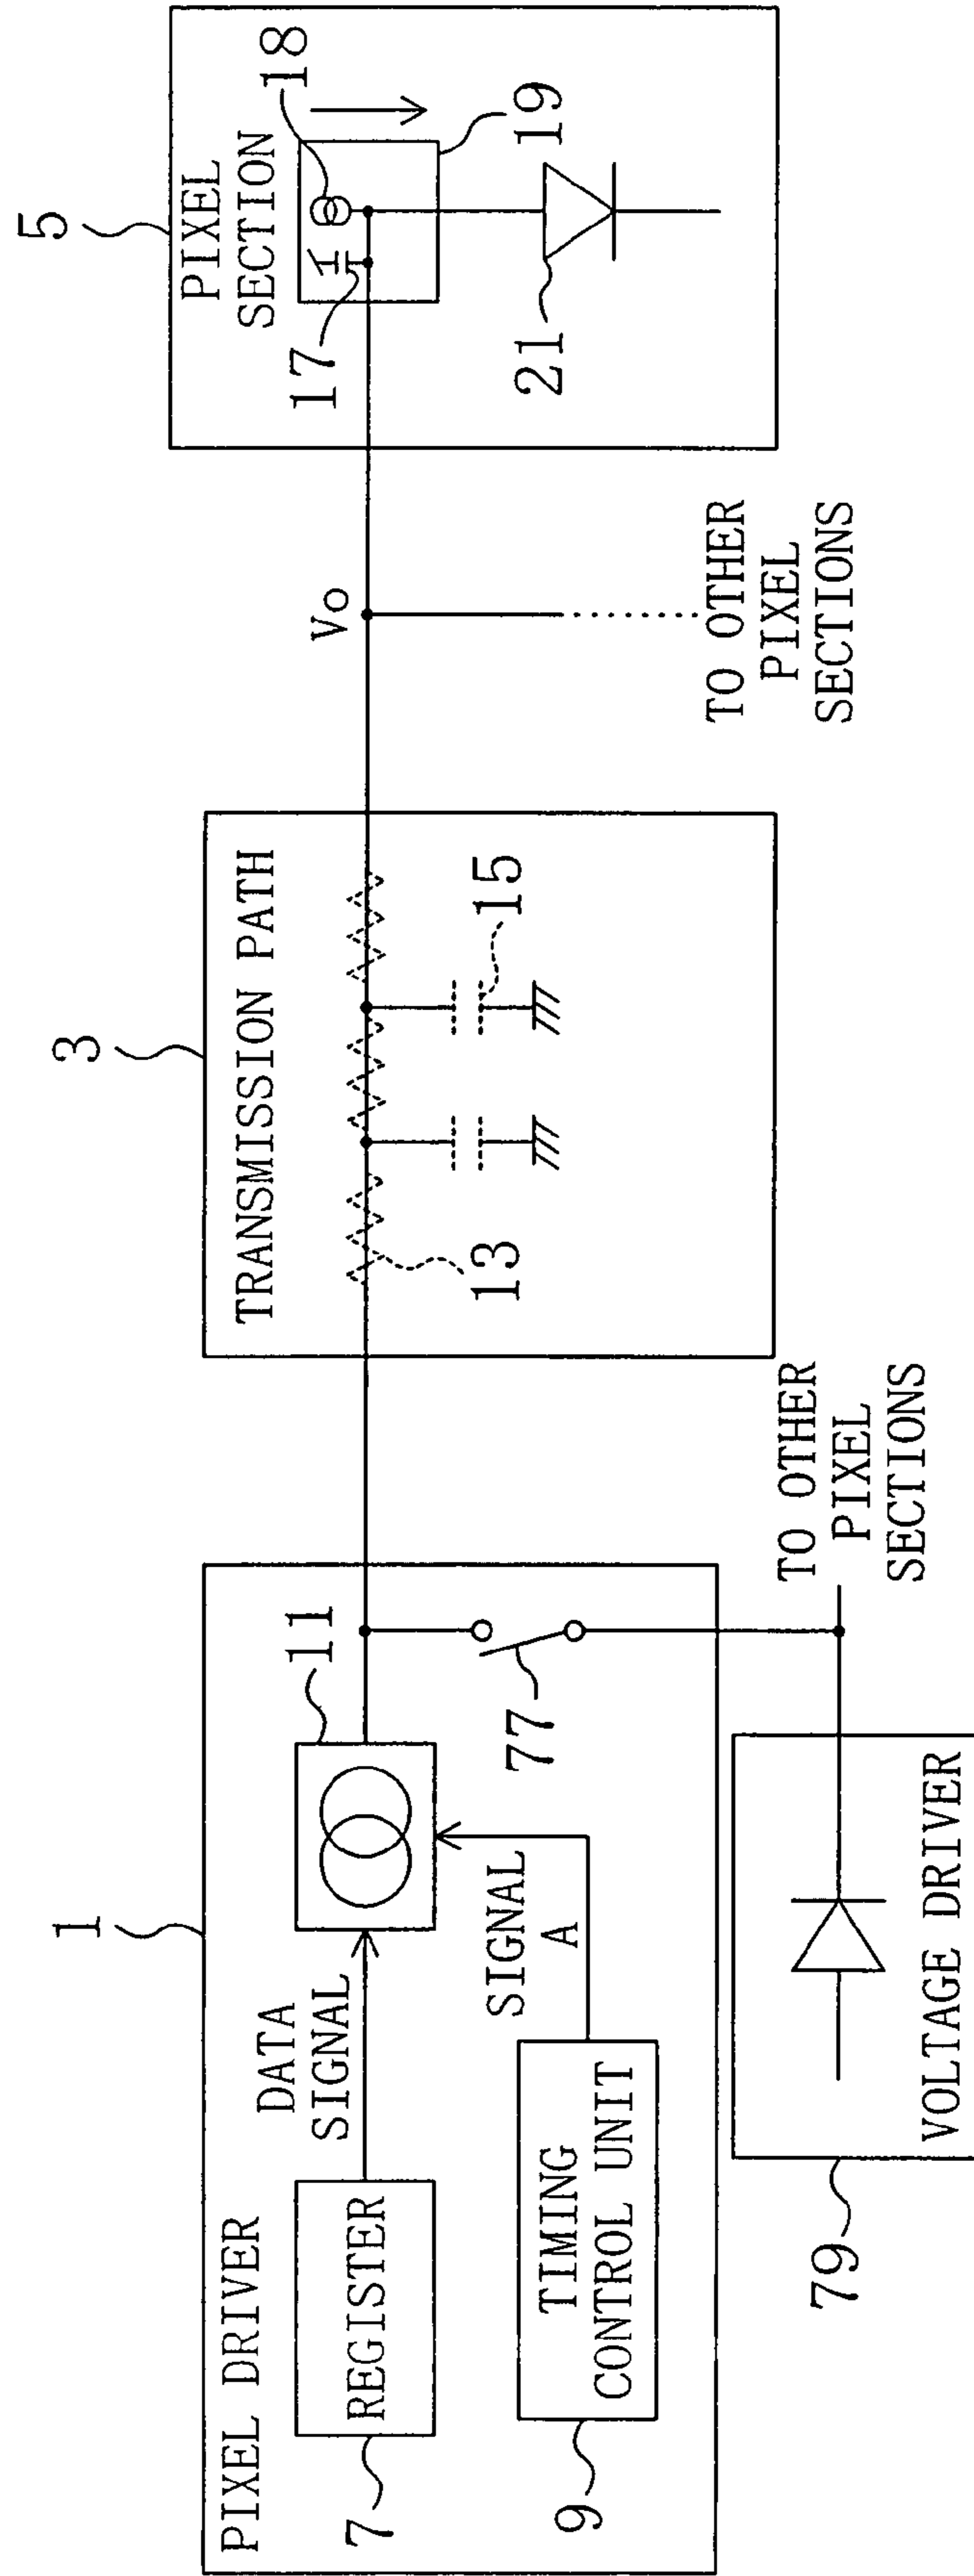 1
PIXEL DRIVER
7
REGISTER
DATA
SIGNAL
11
9
TIMING
CONTROL UNIT
SIGNAL
A
77
79
VOLTAGE DRIVER
TO OTHER
PIXEL
SECTIONS
3
TRANSMISSION PATH
13
15
Vo
TO OTHER
PIXEL
SECTIONS
5
PIXEL
SECTION
17
18
19
21